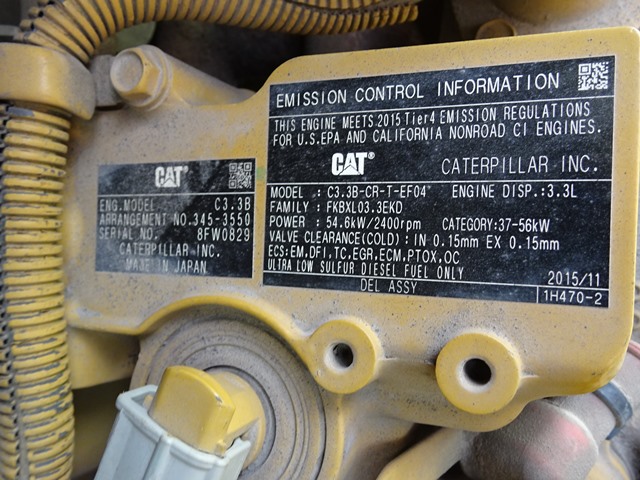 CAT
ENG.MODEL C3.3B
ARRANGEMENT NO.345-3550
SERIAL NO. 8FW0829
CATERPILLAR INC.
MADE IN JAPAN
EMISSION CONTROL INFORMATION
THIS ENGINE MEETS 2015 Tier4 EMISSION REGULATIONS
FOR U.S.EPA AND CALIFORNIA NONROAD CI ENGINES.
CAT CATERPILLAR INC.
MODEL : C3.3B-CR-T-EF04 ENGINE DISP.:3.3L
FAMILY : FKBXL03.3EKD
POWER : 54.6kW/2400rpm CATEGORY:37-56kW
VALVE CLEARANCE(COLD): IN 0.15mm EX 0.15mm
ECS:EM,DFI,TC,EGR,ECM,PTOX,OC
ULTRA LOW SULFUR DIESEL FUEL ONLY
2015/11
DEL ASSY
1H470-2